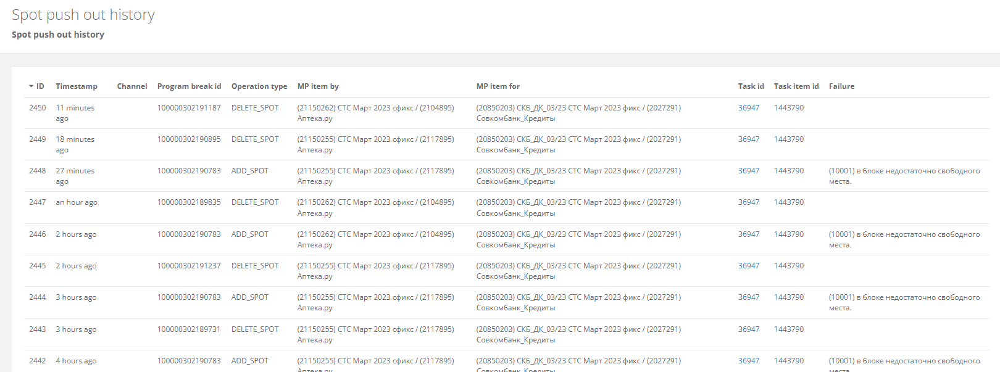 Spot push out history
Spot push out history
ID Timestamp Channel Program break id Operation type MP item by MP item for Task id Task item id Failure
2450 11 minutes ago 100000302191187 DELETE_SPOT (21150262) СТС Март 2023 сфикс / (2104895) Аптека.ру (20850203) СКБ_ДК_03/23 СТС Март 2023 фикс / (2027291) Совкомбанк_Кредиты 36947 1443790
2449 18 minutes ago 100000302190895 DELETE_SPOT (21150255) СТС Март 2023 сфикс / (2117895) Аптека.ру (20850203) СКБ_ДК_03/23 СТС Март 2023 фикс / (2027291) Совкомбанк_Кредиты 36947 1443790
2448 27 minutes ago 100000302190783 ADD_SPOT (21150255) СТС Март 2023 сфикс / (2117895) Аптека.ру (20850203) СКБ_ДК_03/23 СТС Март 2023 фикс / (2027291) Совкомбанк_Кредиты 36947 1443790 (10001) в блоке недостаточно свободного места.
2447 an hour ago 100000302189835 DELETE_SPOT (21150262) СТС Март 2023 сфикс / (2104895) Аптека.ру (20850203) СКБ_ДК_03/23 СТС Март 2023 фикс / (2027291) Совкомбанк_Кредиты 36947 1443790
2446 2 hours ago 100000302190783 ADD_SPOT (21150262) СТС Март 2023 сфикс / (2104895) Аптека.ру (20850203) СКБ_ДК_03/23 СТС Март 2023 фикс / (2027291) Совкомбанк_Кредиты 36947 1443790 (10001) в блоке недостаточно свободного места.
2445 2 hours ago 100000302191237 DELETE_SPOT (21150255) СТС Март 2023 сфикс / (2117895) Аптека.ру (20850203) СКБ_ДК_03/23 СТС Март 2023 фикс / (2027291) Совкомбанк_Кредиты 36947 1443790
2444 3 hours ago 100000302190783 ADD_SPOT (21150255) СТС Март 2023 сфикс / (2117895) Аптека.ру (20850203) СКБ_ДК_03/23 СТС Март 2023 фикс / (2027291) Совкомбанк_Кредиты 36947 1443790 (10001) в блоке недостаточно свободного места.
2443 3 hours ago 100000302189731 DELETE_SPOT (21150255) СТС Март 2023 сфикс / (2117895) Аптека.ру (20850203) СКБ_ДК_03/23 СТС Март 2023 фикс / (2027291) Совкомбанк_Кредиты 36947 1443790
2442 4 hours ago 100000302190783 ADD_SPOT (21150255) СТС Март 2023 сфикс / (2117895) Аптека.ру (20850203) СКБ_ДК_03/23 СТС Март 2023 фикс / (2027291) Совкомбанк_Кредиты 36947 1443790 (10001) в блоке недостаточно свободного места.